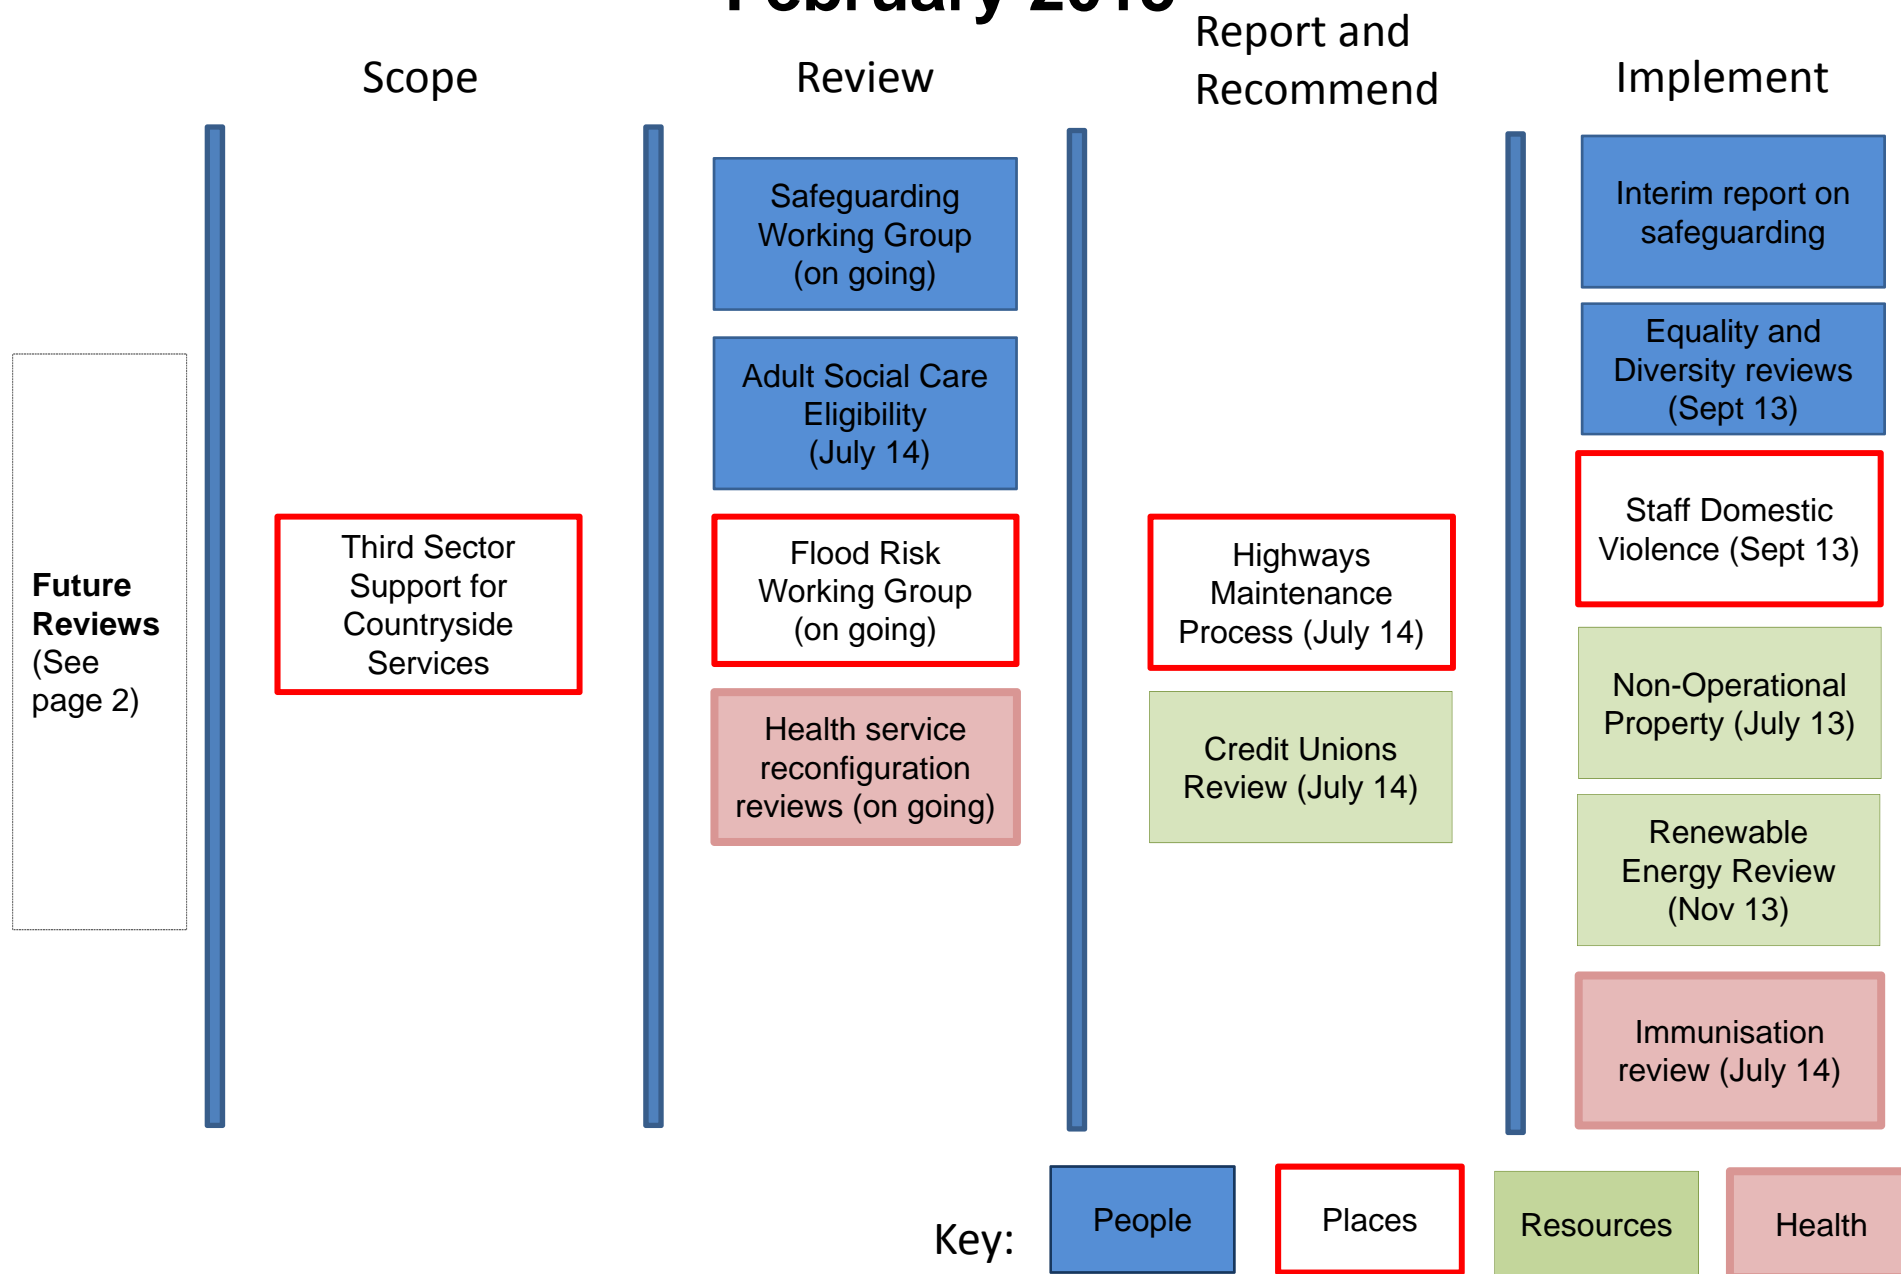 February
Scope
Review
Report and
Recommend
Implement
Future
Reviews
(See
page 2)
Third Sector
Support for
Countryside
Services
Safeguarding
Working Group
(on going)
Adult Social Care
Eligibility
(July 14)
Flood Risk
Working Group
(on going)
Health service
reconfiguration
reviews (on going)
Highways
Maintenance
Process (July 14)
Credit Unions
Review (July 14)
Interim report on
safeguarding
Equality and
Diversity reviews
(Sept 13)
Staff Domestic
Violence (Sept 13)
Non-Operational
Property (July 13)
Renewable
Energy Review
(Nov 13)
Immunisation
review (July 14)
Key:
People
Places
Resources
Health